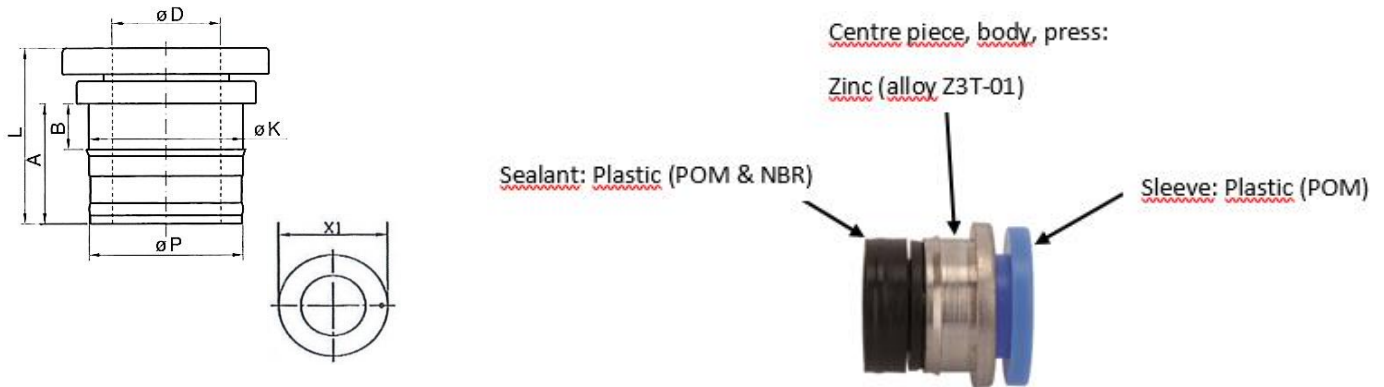 øD
L
A
B
øK
øP
X1
Centre piece, body, press:
Zinc (alloy Z3T-01)
Sealant: Plastic (POM & NBR)
Sleeve: Plastic (POM)